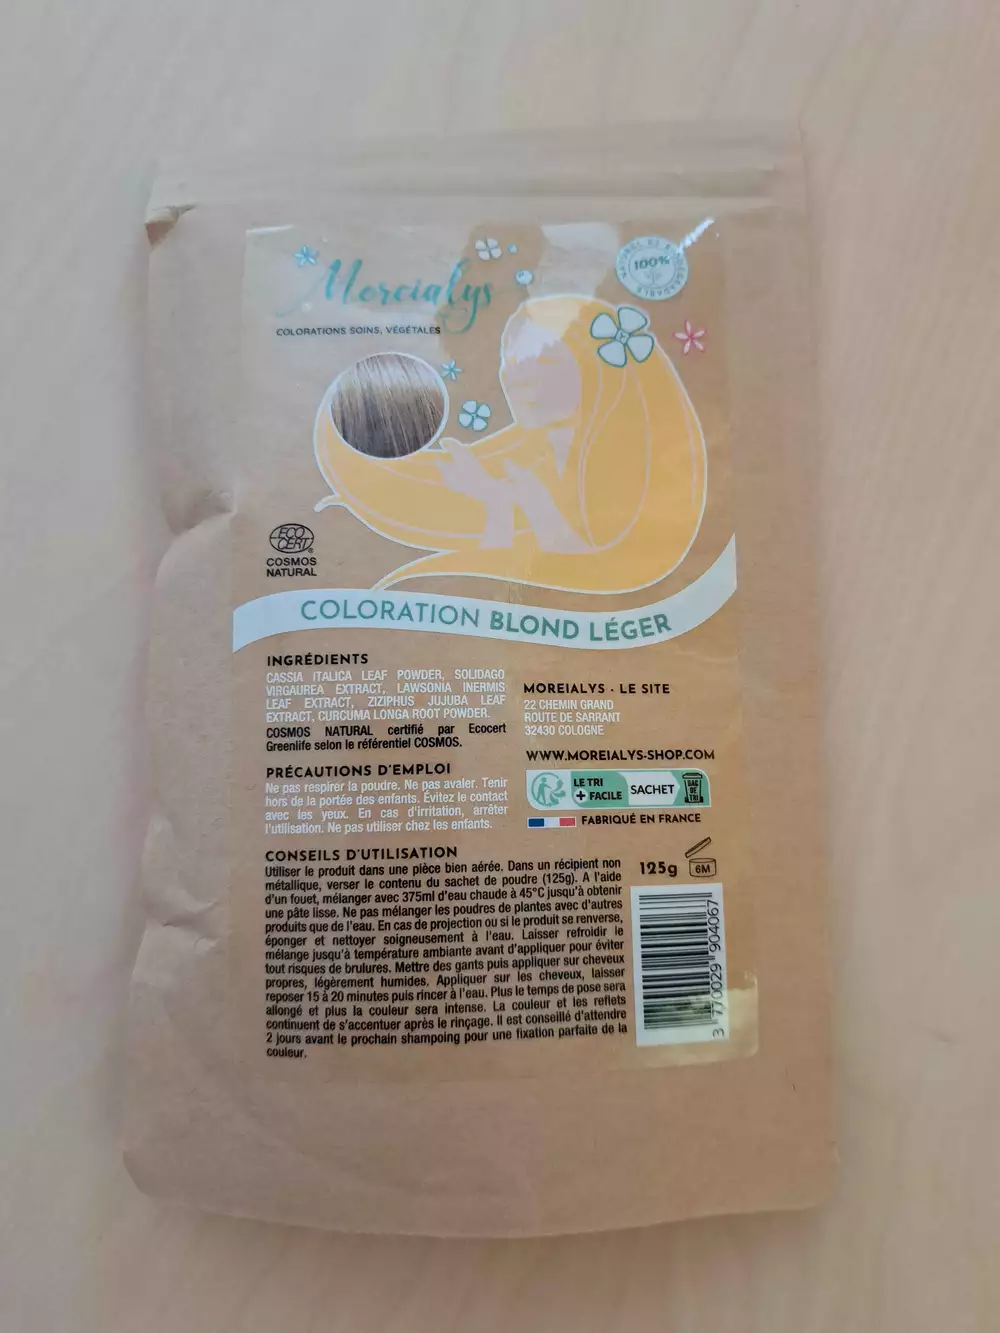 Moreialys
COLORATIONS SOINS, VÉGÉTALES
100%
NATUREL ET BIODÉGRADABLE
ECO
CERT
COSMOS
NATURAL
COLORATION BLOND LÉGER
INGRÉDIENTS
CASSIA ITALICA LEAF POWDER, SOLIDAGO
VIRGAUREA EXTRACT, LAWSONIA INERMIS
LEAF EXTRACT, ZIZIPHUS JUJUBA LEAF
EXTRACT, CURCUMA LONGA ROOT POWDER.
COSMOS NATURAL certifié par Ecocert
Greenlife selon le référentiel COSMOS.
PRÉCAUTIONS D'EMPLOI
Ne pas respirer la poudre. Ne pas avaler. Tenir
hors de la portée des enfants. Évitez le contact
avec les yeux. En cas d'irritation, arrêter
l'utilisation. Ne pas utiliser chez les enfants.
MOREIALYS · LE SITE
22 CHEMIN GRAND
ROUTE DE SARRANT
32430 COLOGNE
WWW.MOREIALYS-SHOP.COM
LE TRI
+ FACILE
SACHET
BAC
DE
TRI
FABRIQUÉ EN FRANCE
CONSEILS D'UTILISATION
Utiliser le produit dans une pièce bien aérée. Dans un récipient non
métallique, verser le contenu du sachet de poudre (125g). A l'aide
d'un fouet, mélanger avec 375ml d'eau chaude à 45°C jusqu'à obtenir
une pâte lisse. Ne pas mélanger les poudres de plantes avec d'autres
produits que de l'eau. En cas de projection ou si le produit se renverse,
éponger et nettoyer soigneusement à l'eau. Laisser refroidir le
mélange jusqu'à température ambiante avant d'appliquer pour éviter
tout risques de brulures. Mettre des gants puis appliquer sur cheveux
propres, légèrement humides. Appliquer sur les cheveux, laisser
reposer 15 à 20 minutes puis rincer à l'eau. Plus le temps de pose sera
allongé et plus la couleur sera intense. La couleur et les reflets
continuent de s'accentuer après le rinçage. Il est conseillé d'attendre
2 jours avant le prochain shampoing pour une fixation parfaite de la
couleur.
125g
6M
3 770029 904067